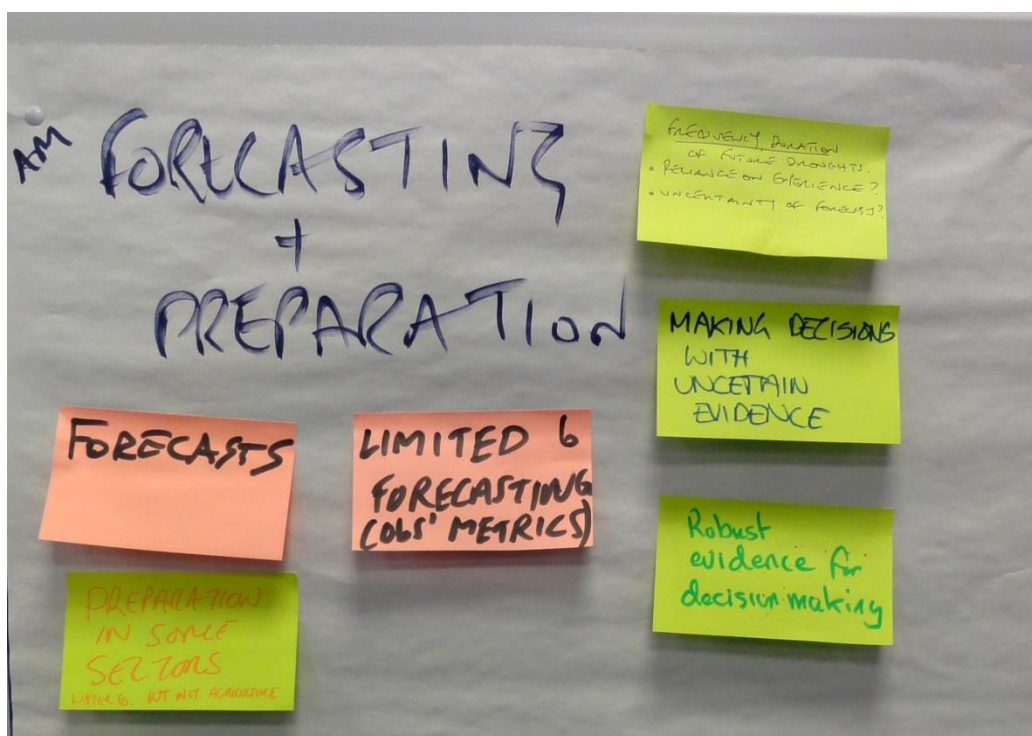 AM
FORECASTING
+
PREPARATION
FREQUENCY, DURATION
OF FUTURE DROUGHTS.
• RELIANCE ON EXPERIENCE?
• UNCERTAINTY OF FORECASTS?
MAKING DECISIONS
WITH
UNCERTAIN
EVIDENCE
FORECASTS
LIMITED 6
FORECASTING
(OBS' METRICS)
Robust
evidence for
decision making
PREPARATION
IN SOME
SECTORS
WATER CO. BUT NOT AGRICULTURE